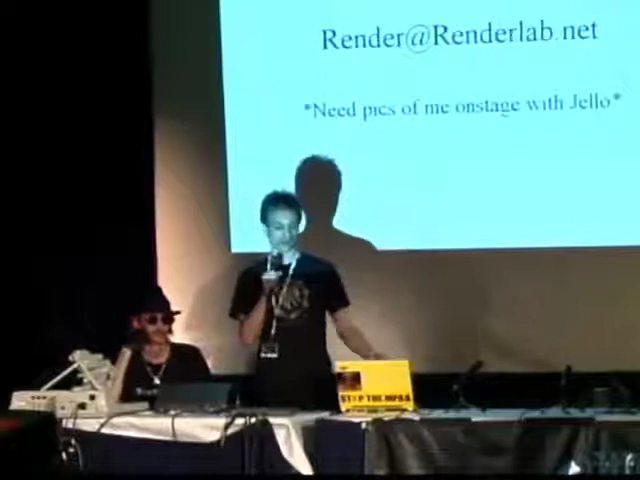 Render@Renderlab.net
*Need pics of me onstage with Jello*
STOP THE MPAA